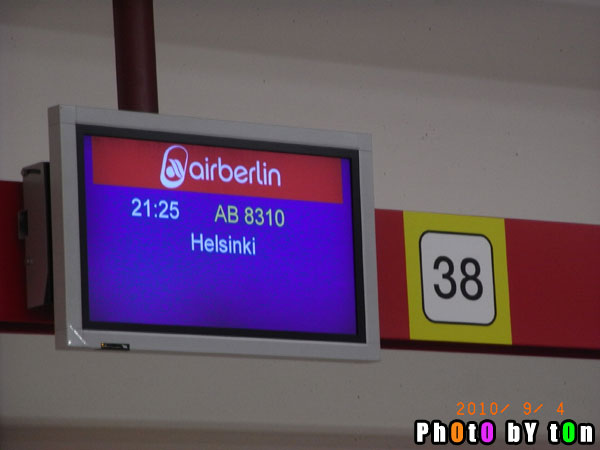 airberlin
21:25 AB 8310
Helsinki
38
2010/ 9/ 4
PhOtO bY tOn